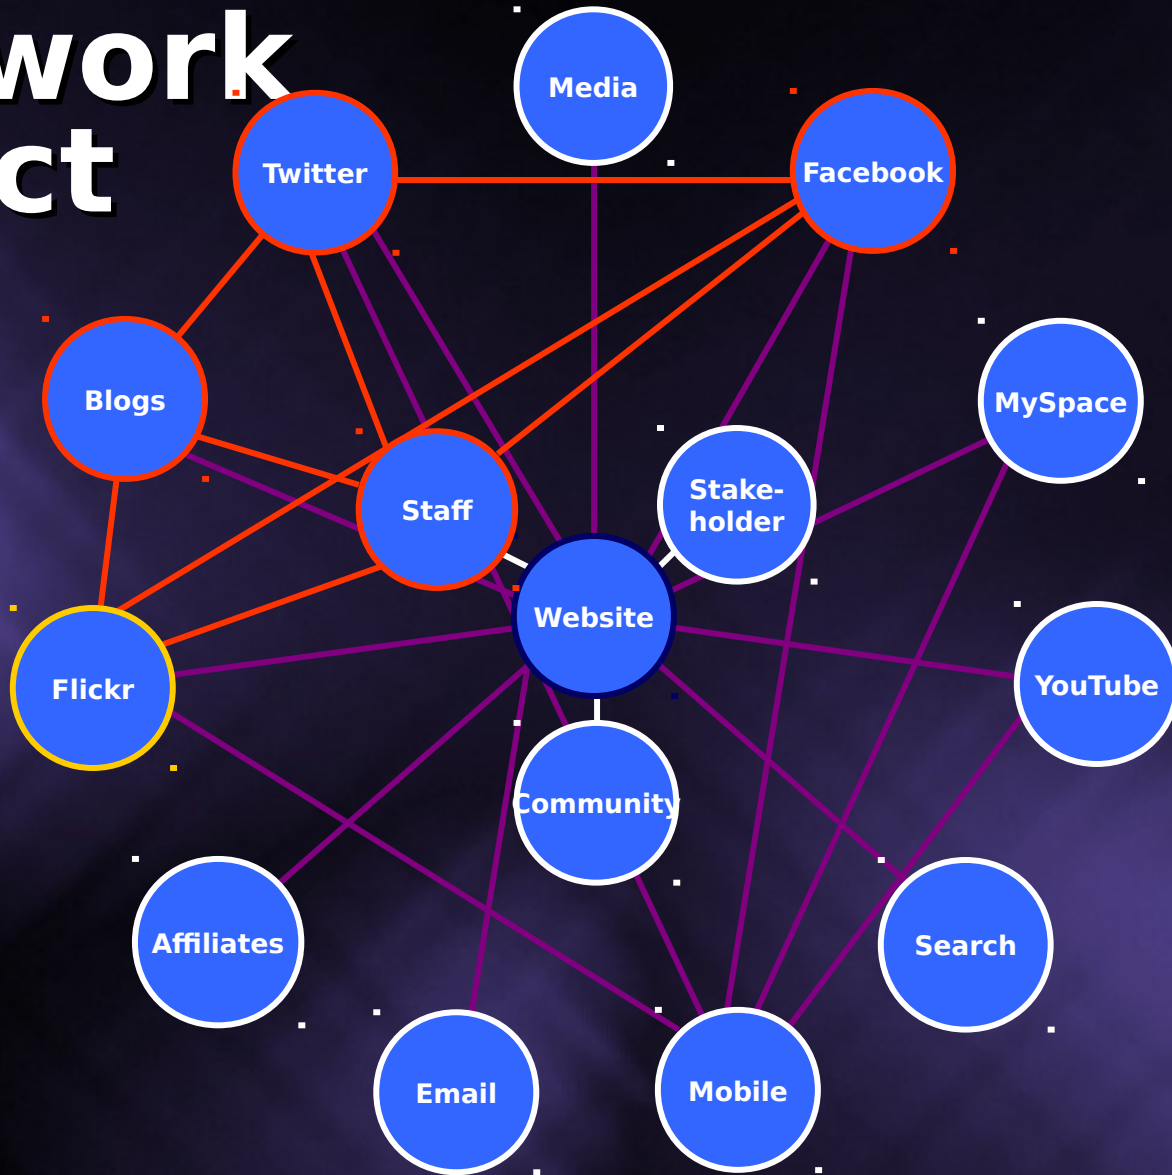 work
ct
Media
Twitter
Facebook
Blogs
MySpace
Staff
Stake-
holder
Website
Flickr
YouTube
Community
Affiliates
Search
Email
Mobile